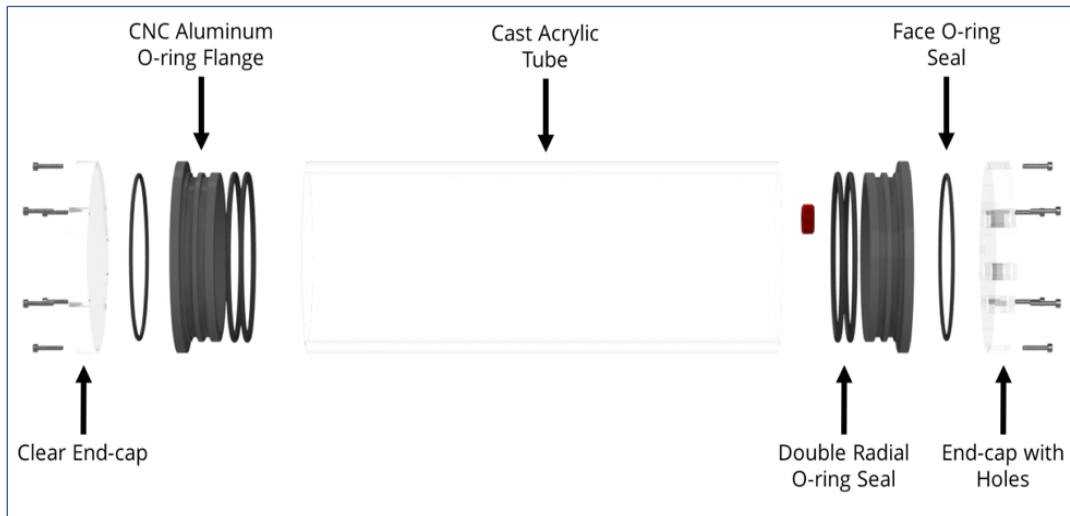 CNC Aluminum
O-ring Flange
Cast Acrylic
Tube
Face O-ring
Seal
Clear End-cap
Double Radial
O-ring Seal
End-cap with
Holes